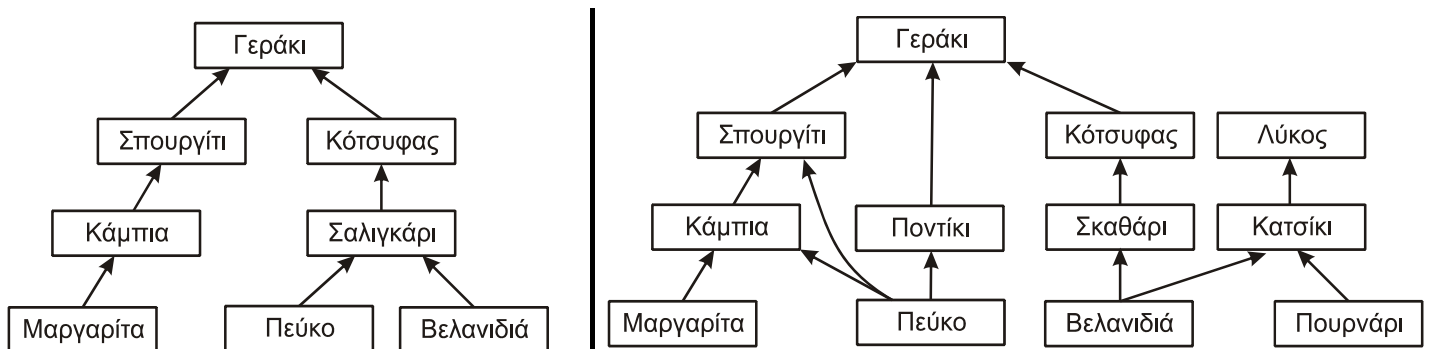 Γεράκι
Σπουργίτι Κότσυφας
Κάμπια Σαλιγκάρι
Μαργαρίτα Πεύκο Βελανιδιά
Γεράκι
Σπουργίτι Κότσυφας Λύκος
Κάμπια Ποντίκι Σκαθάρι Κατσίκι
Μαργαρίτα Πεύκο Βελανιδιά Πουρνάρι